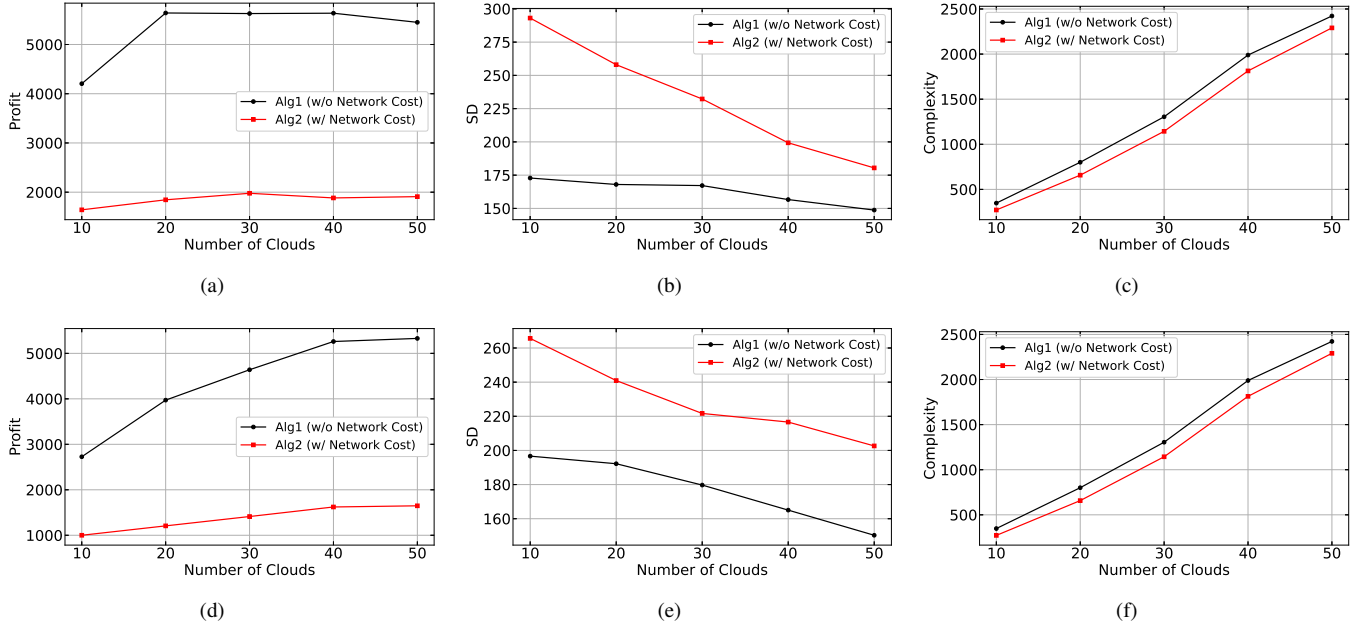 5000
4000
3000
2000
Profit
Alg1 (w/o Network Cost)
Alg2 (w/ Network Cost)
10 20 30 40 50
Number of Clouds
(a)
300
275
250
225
200
175
150
SD
Alg1 (w/o Network Cost)
Alg2 (w/ Network Cost)
10 20 30 40 50
Number of Clouds
(b)
2500
2000
1500
1000
500
Complexity
Alg1 (w/o Network Cost)
Alg2 (w/ Network Cost)
10 20 30 40 50
Number of Clouds
(c)
5000
4000
3000
2000
1000
Profit
Alg1 (w/o Network Cost)
Alg2 (w/ Network Cost)
10 20 30 40 50
Number of Clouds
(d)
260
240
220
200
180
160
SD
Alg1 (w/o Network Cost)
Alg2 (w/ Network Cost)
10 20 30 40 50
Number of Clouds
(e)
2500
2000
1500
1000
500
Complexity
Alg1 (w/o Network Cost)
Alg2 (w/ Network Cost)
10 20 30 40 50
Number of Clouds
(f)